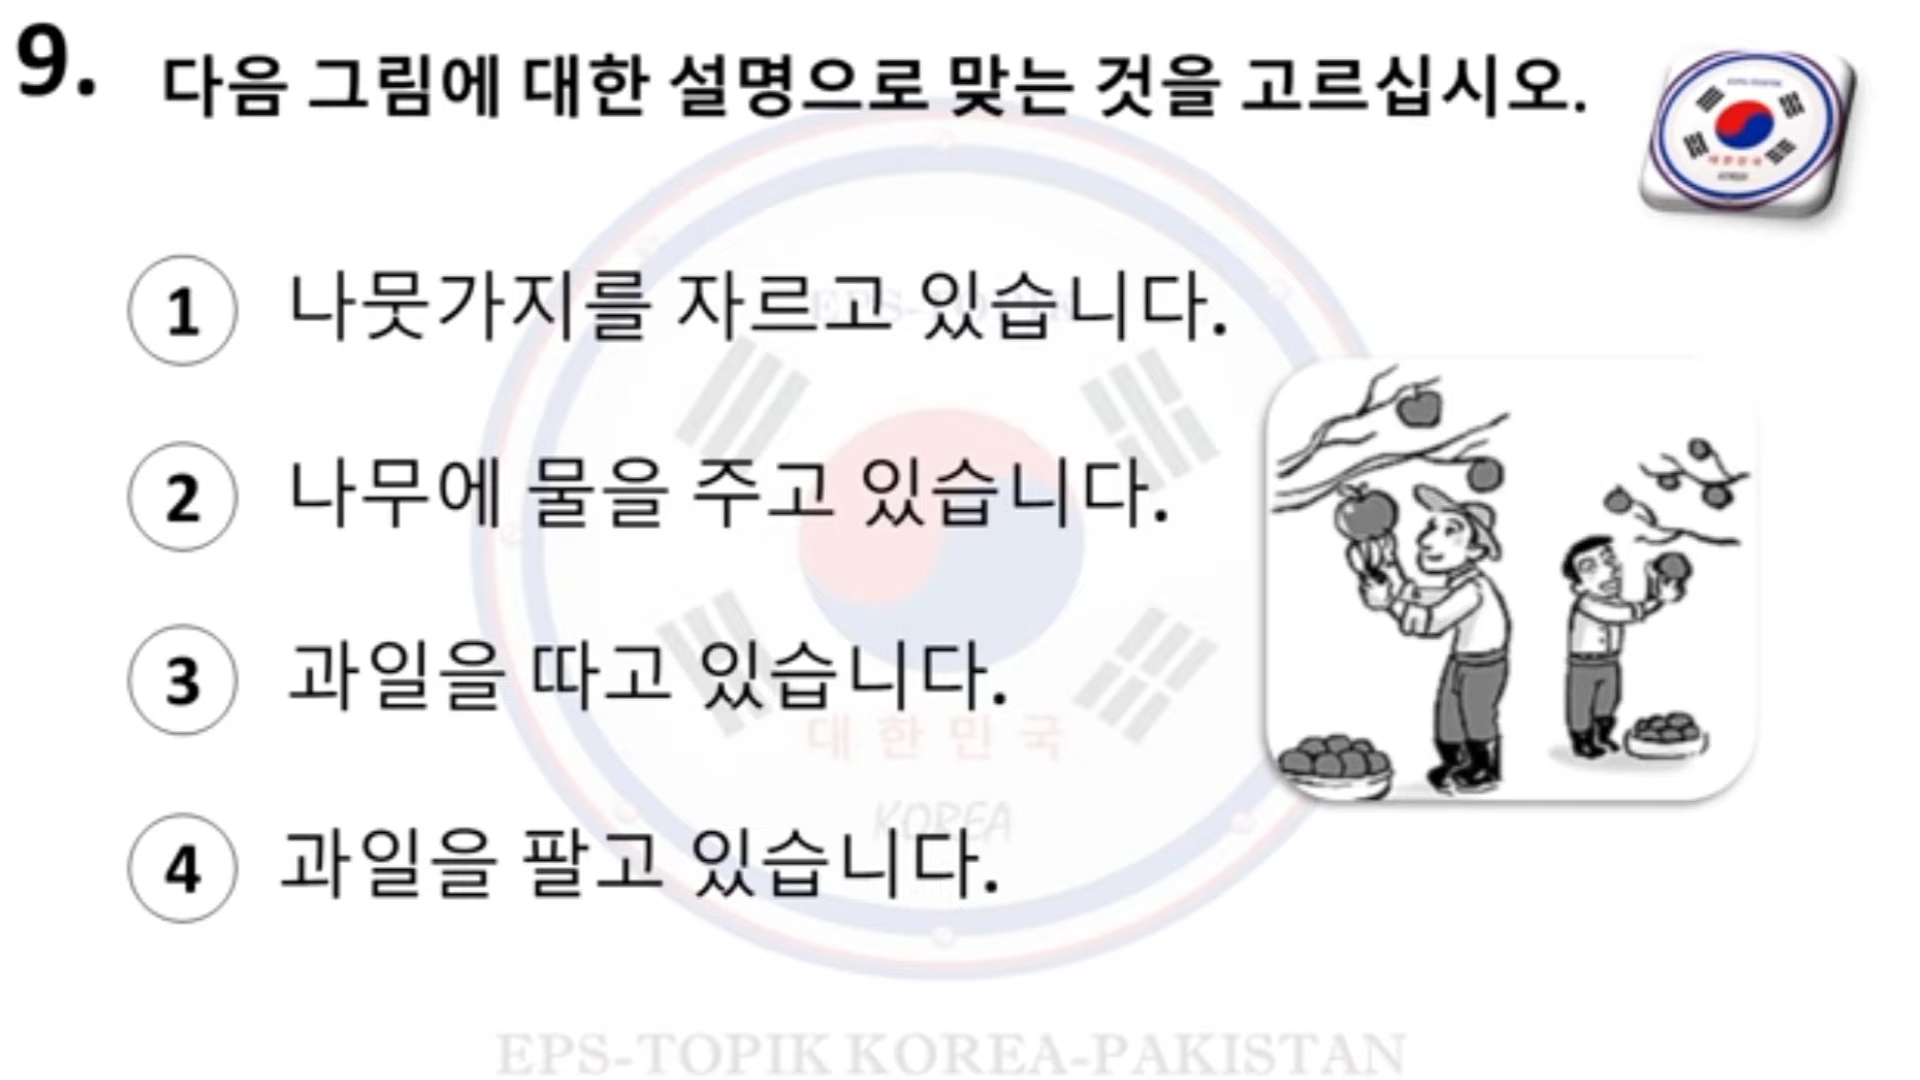 9. 다음 그림에 대한 설명으로 맞는 것을 고르십시오.
1 나뭇가지를 자르고 있습니다.
2 나무에 물을 주고 있습니다.
3 과일을 따고 있습니다.
4 과일을 팔고 있습니다.
대한민국
KOREA
EPS-TOPIK KOREA-PAKISTAN